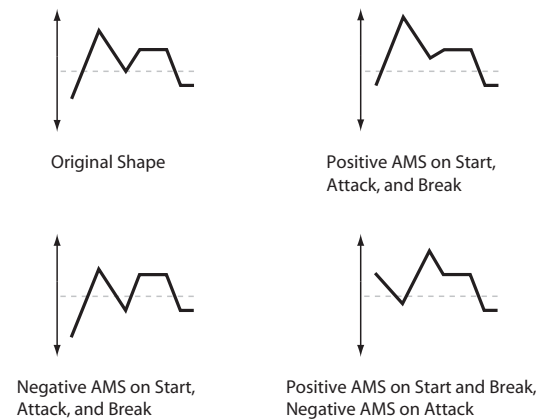 Original Shape
Positive AMS on Start,
Attack, and Break
Negative AMS on Start,
Attack, and Break
Positive AMS on Start and Break,
Negative AMS on Attack